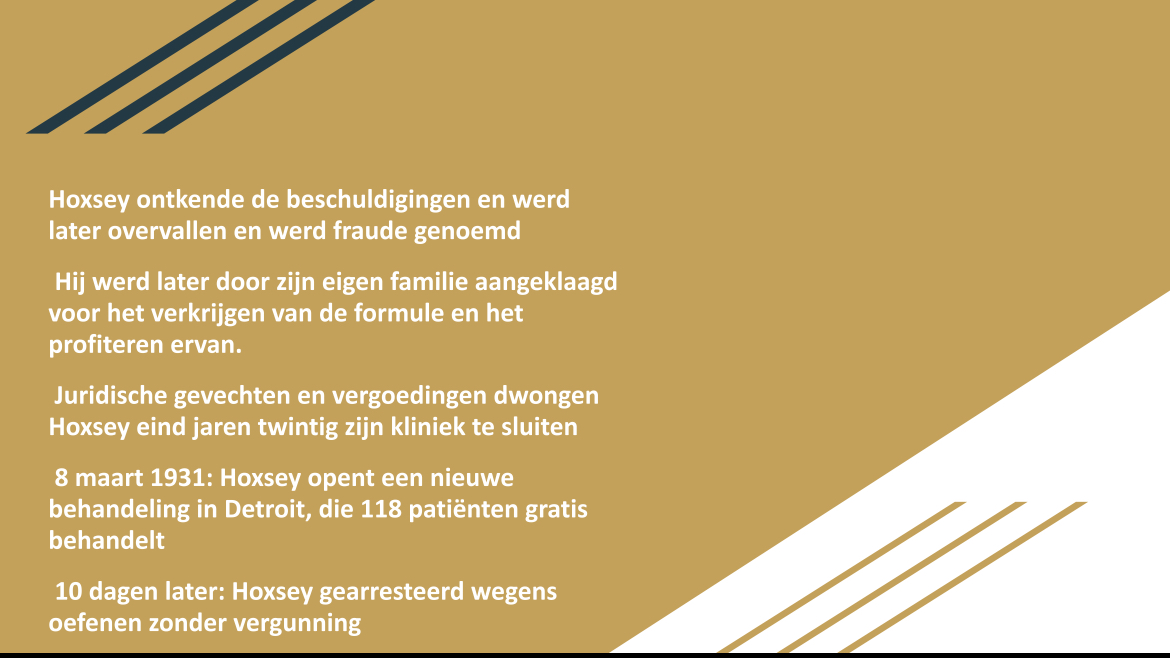 Hoxsey ontkende de beschuldigingen en werd
later overvallen en werd fraude genoemd
Hij werd later door zijn eigen familie aangeklaagd
voor het verkrijgen van de formule en het
profiteren ervan.
Juridische gevechten en vergoedingen dwongen
Hoxsey eind jaren twintig zijn kliniek te sluiten
8 maart 1931: Hoxsey opent een nieuwe
behandeling in Detroit, die 118 patiënten gratis
behandelt
10 dagen later: Hoxsey gearresteerd wegens
oefenen zonder vergunning